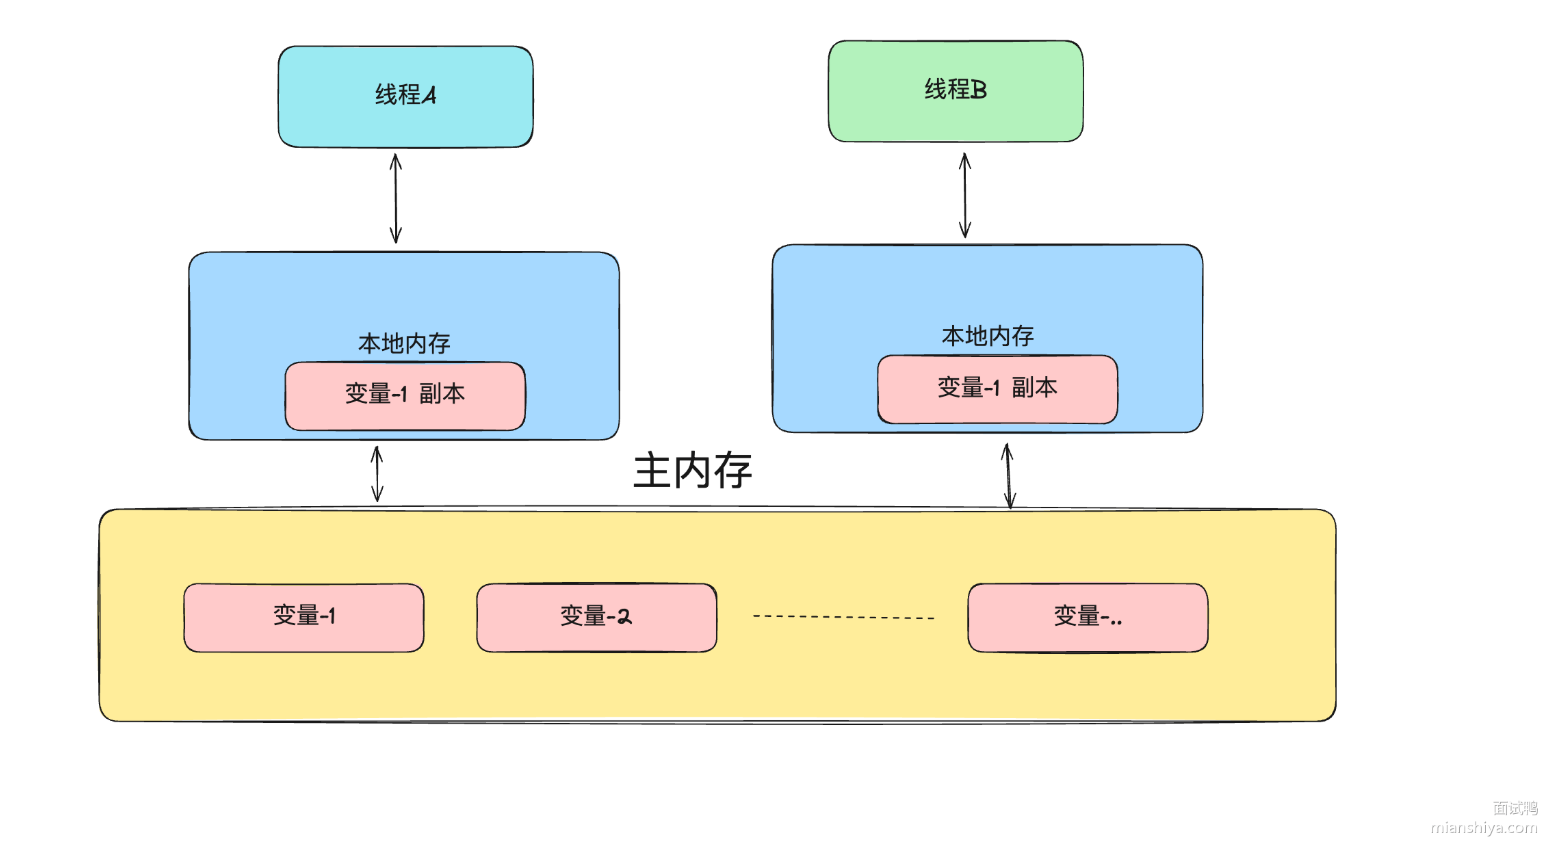 线程A
线程B
本地内存
变量-1 副本
本地内存
变量-1 副本
主内存
变量-1
变量-2
变量-..
面试鸭
mianshiya.com